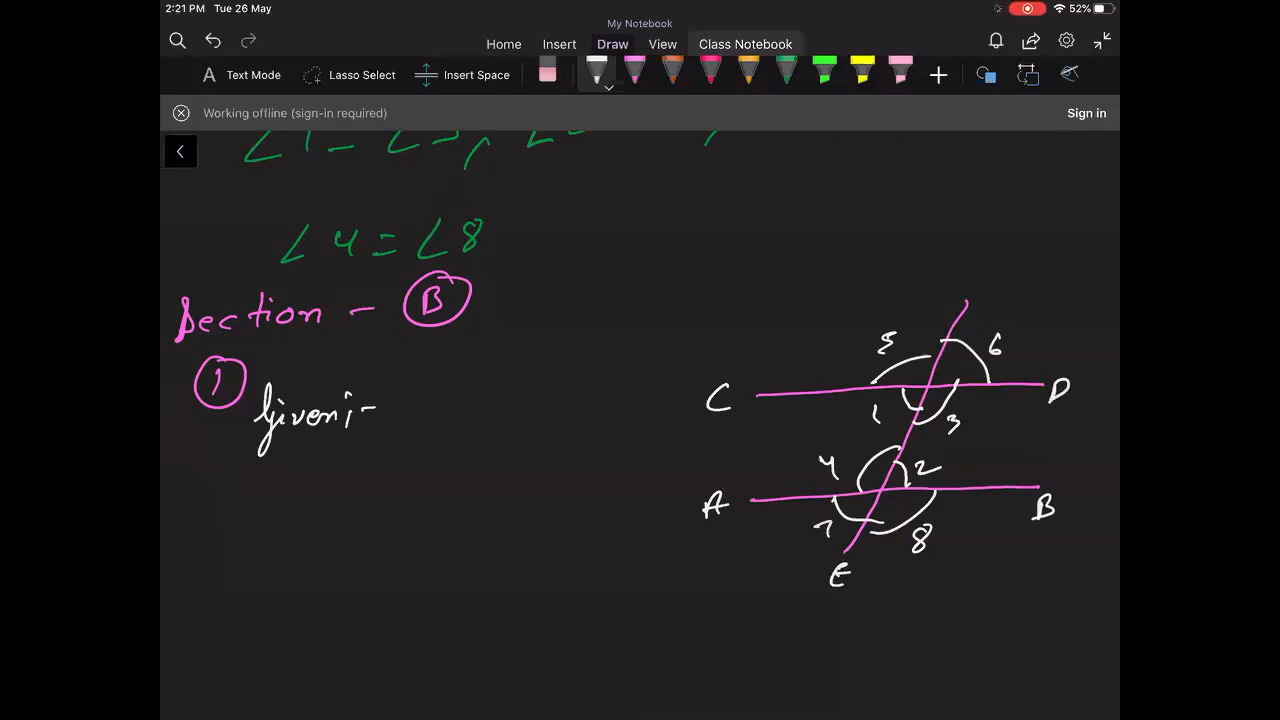 2:21 PM Tue 26 May
52%
My Notebook
Home Insert Draw View Class Notebook
Text Mode Lasso Select Insert Space
Working offline (sign-in required) Sign in
∠4 = ∠8
Section - B
1
Given:-
5 6
C D
1 3
4 2
A B
7 8
E